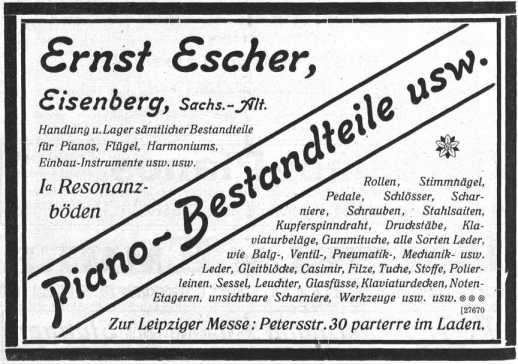 Ernst Escher,
Eisenberg, Sachs.-Alt.
Handlung u. Lager sämtlicher Bestandteile
für Pianos, Flügel, Harmoniums,
Einbau-Instrumente usw. usw.
Ia Resonanz-
böden
Piano-Bestandteile usw.
Rollen, Stimmnägel,
Pedale, Schlösser, Schar-
niere, Schrauben, Stahlsaiten,
Kupferspinndraht, Druckstäbe, Kla-
viaturbeläge, Gummituche, alle Sorten Leder,
wie Balg-, Ventil-, Pneumatik-, Mechanik- usw.
Leder, Gleitblöcke, Casimir, Filze, Tuche, Stoffe, Polier-
leinen, Sessel, Leuchter, Glasfüsse, Klaviaturdecken, Noten-
Etageren, unsichtbare Scharniere, Werkzeuge usw. usw.
[27670
Zur Leipziger Messe: Petersstr. 30 parterre im Laden.